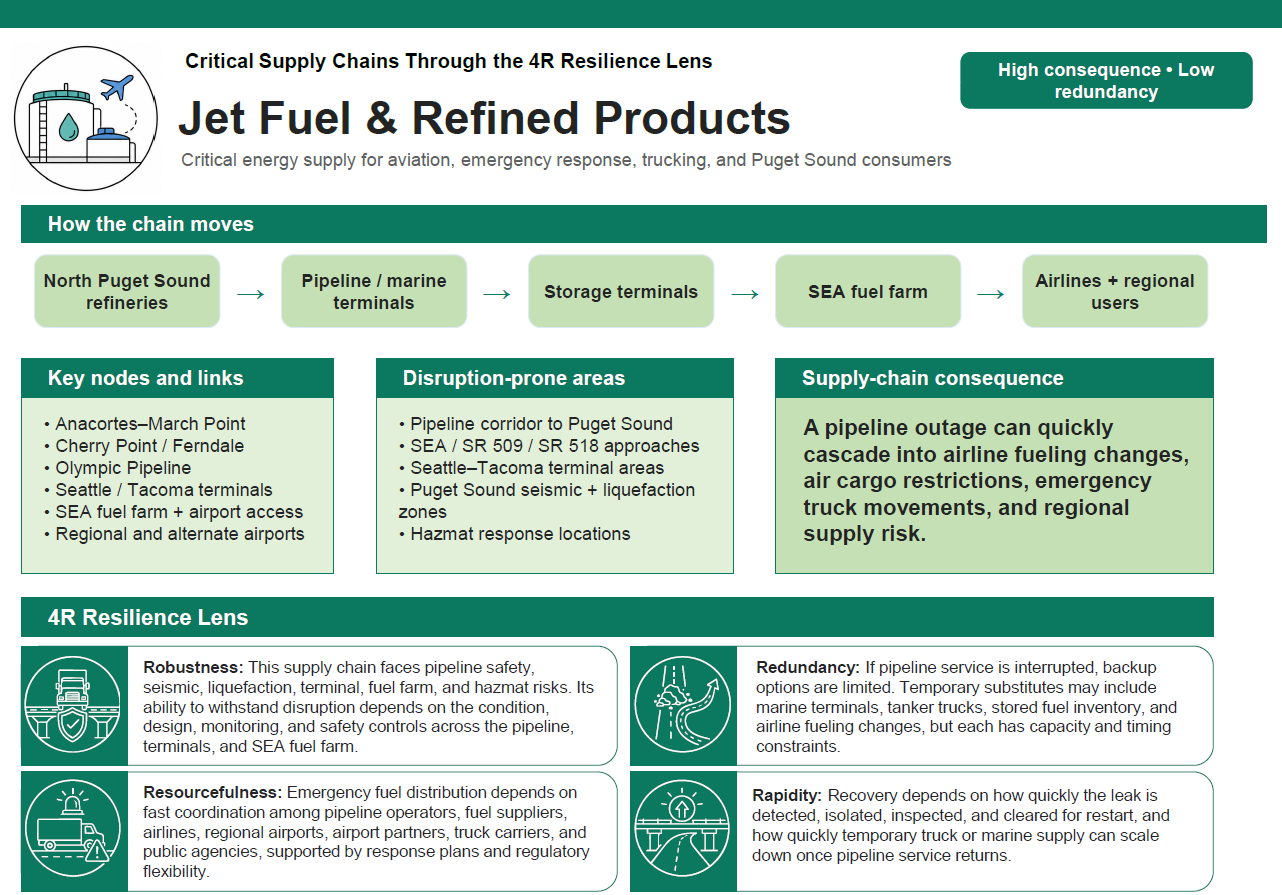 Critical Supply Chains Through the 4R Resilience Lens
High consequence • Low
redundancy
Jet Fuel & Refined Products
Critical energy supply for aviation, emergency response, trucking, and Puget Sound consumers
How the chain moves
North Puget Sound
refineries
→
Pipeline / marine
terminals
→
Storage terminals
→
SEA fuel farm
→
Airlines + regional
users
Key nodes and links
• Anacortes–March Point
• Cherry Point / Ferndale
• Olympic Pipeline
• Seattle / Tacoma terminals
• SEA fuel farm + airport access
• Regional and alternate airports
Disruption-prone areas
• Pipeline corridor to Puget Sound
• SEA / SR 509 / SR 518 approaches
• Seattle–Tacoma terminal areas
• Puget Sound seismic + liquefaction
zones
• Hazmat response locations
Supply-chain consequence
A pipeline outage can quickly
cascade into airline fueling changes,
air cargo restrictions, emergency
truck movements, and regional
supply risk.
4R Resilience Lens
Robustness: This supply chain faces pipeline safety,
seismic, liquefaction, terminal, fuel farm, and hazmat risks. Its
ability to withstand disruption depends on the condition,
design, monitoring, and safety controls across the pipeline,
terminals, and SEA fuel farm.
Redundancy: If pipeline service is interrupted, backup
options are limited. Temporary substitutes may include
marine terminals, tanker trucks, stored fuel inventory, and
airline fueling changes, but each has capacity and timing
constraints.
Resourcefulness: Emergency fuel distribution depends on
fast coordination among pipeline operators, fuel suppliers,
airlines, regional airports, airport partners, truck carriers, and
public agencies, supported by response plans and regulatory
flexibility.
Rapidity: Recovery depends on how quickly the leak is
detected, isolated, inspected, and cleared for restart, and
how quickly temporary truck or marine supply can scale
down once pipeline service returns.